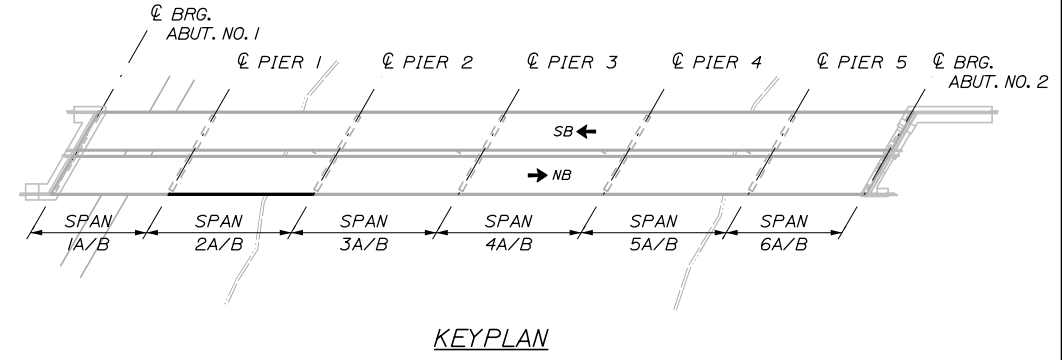 ℄ BRG.
ABUT. NO. 1
℄ PIER 1
℄ PIER 2
℄ PIER 3
℄ PIER 4
℄ PIER 5
℄ BRG.
ABUT. NO. 2
SB
NB
SPAN
1A/B
SPAN
2A/B
SPAN
3A/B
SPAN
4A/B
SPAN
5A/B
SPAN
6A/B
KEYPLAN